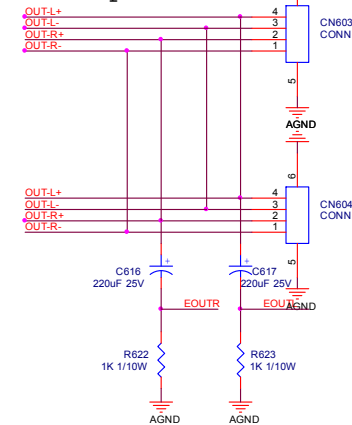 OUT-L+
OUT-L-
OUT-R+
OUT-R-
4
3
2
1
CN603
CONN
5
AGND
6
OUT-L+
OUT-L-
OUT-R+
OUT-R-
4
3
2
1
CN604
CONN
5
C616
220uF 25V
+
C617
220uF 25V
+
EOUTR
AGND
R622
1K 1/10W
R623
1K 1/10W
AGND
AGND